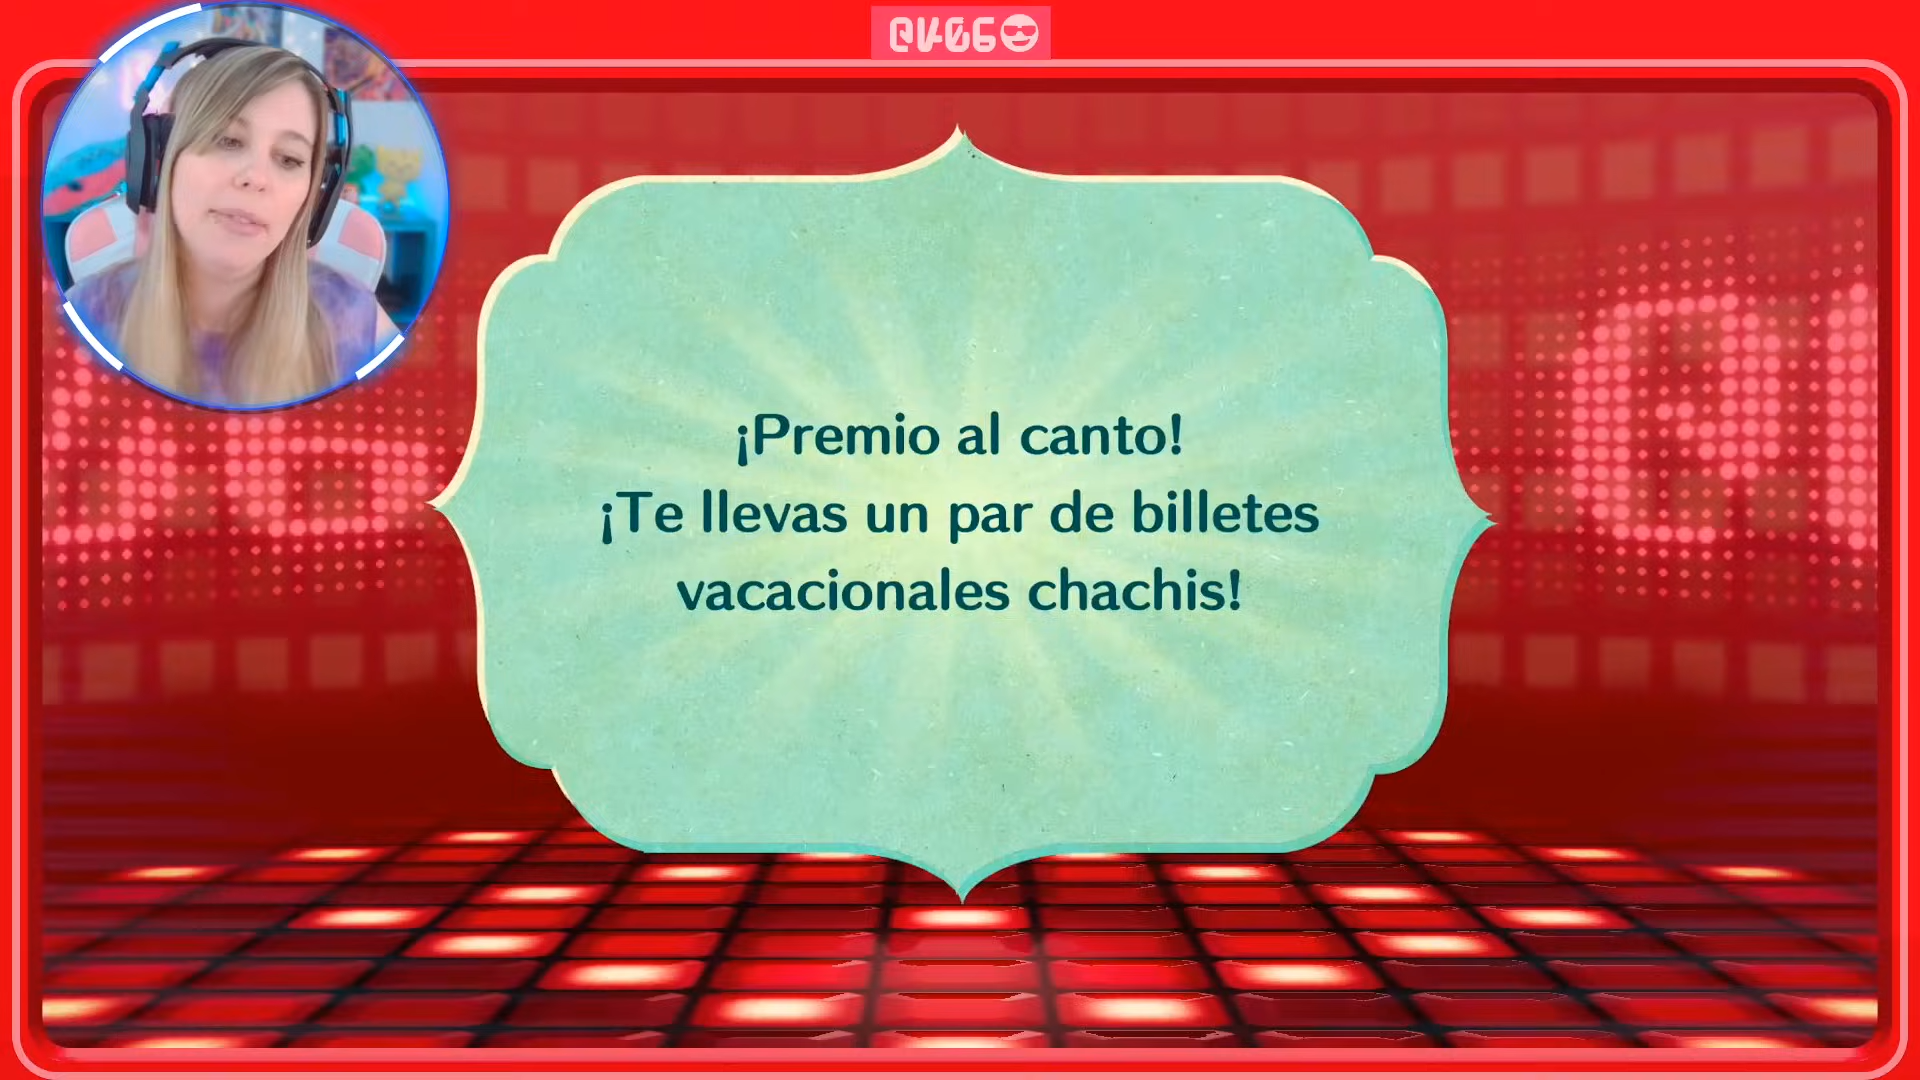 ¡Premio al canto!
¡Te llevas un par de billetes
vacacionales chachis!